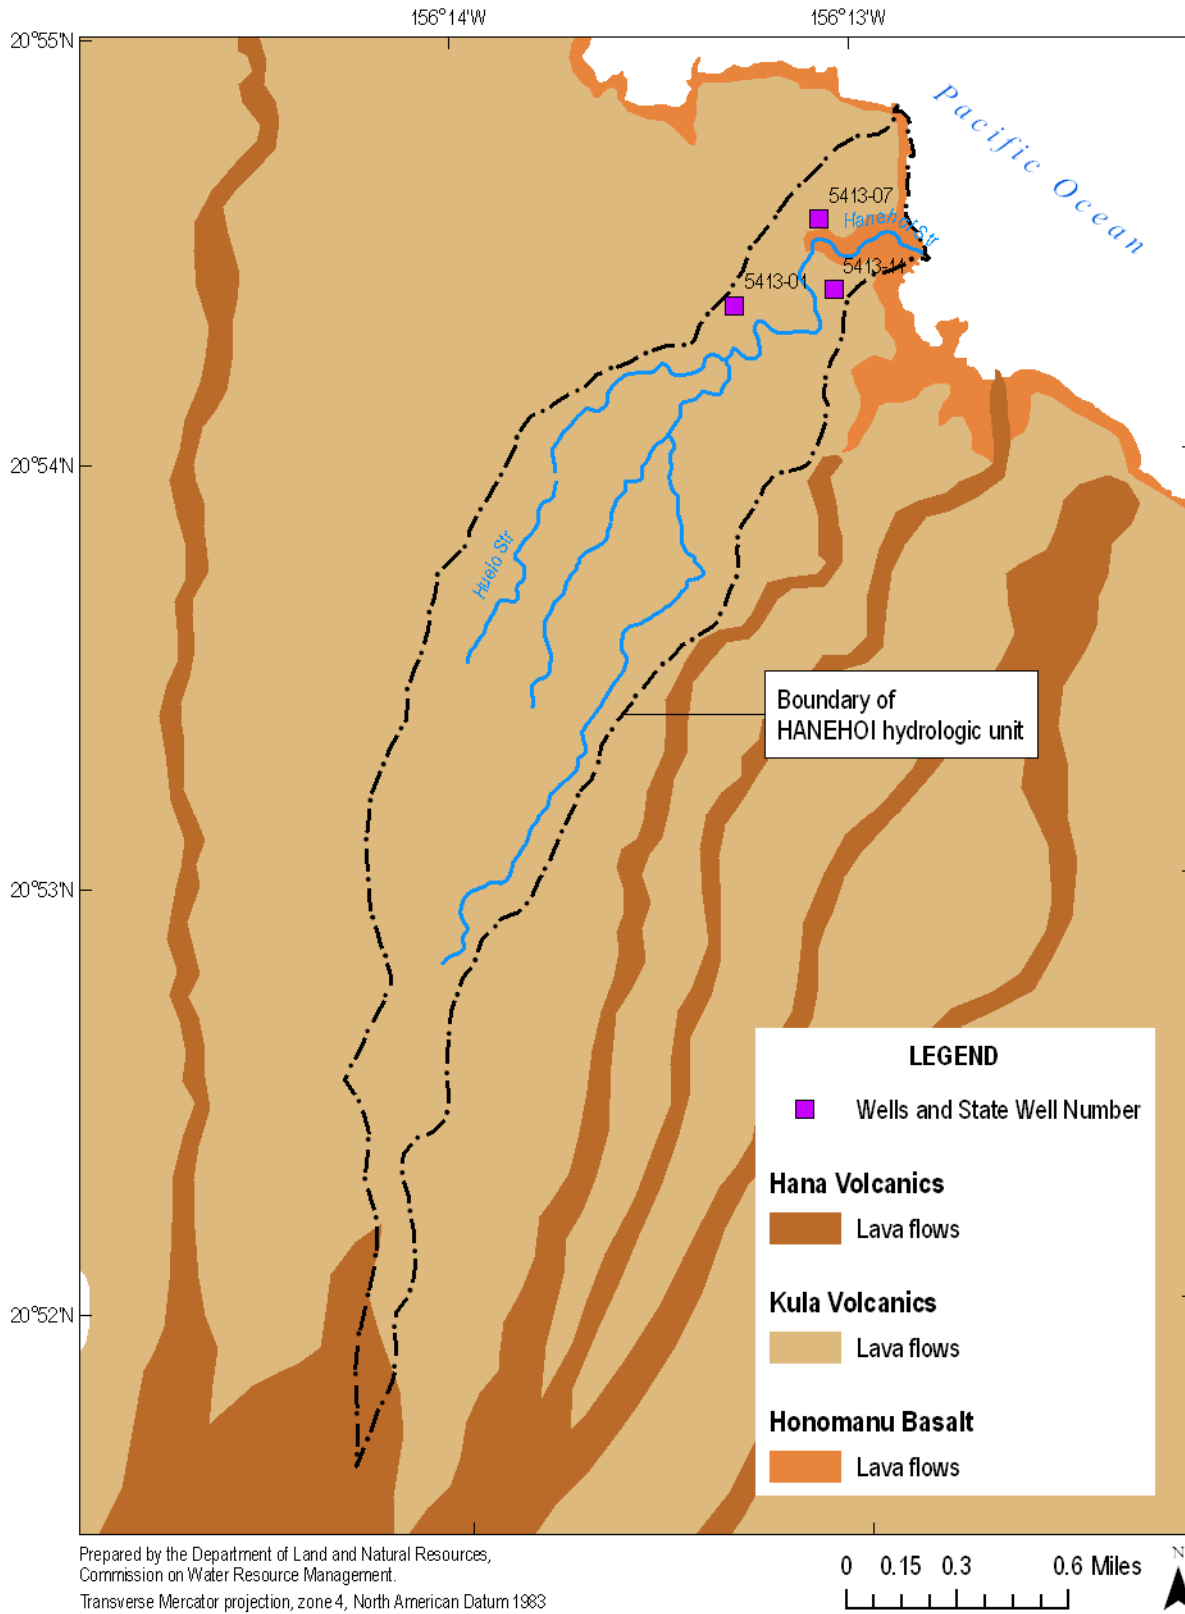 156°14'W
156°13'W
20°55'N
Pacific Ocean
5413-07
Hanehoi Str
5413-11
5413-01
20°54'N
Huelo Str
Boundary of
HANEHOI hydrologic unit
20°53'N
LEGEND
Wells and State Well Number
Hana Volcanics
Lava flows
20°52'N
Kula Volcanics
Lava flows
Honomanu Basalt
Lava flows
Prepared by the Department of Land and Natural Resources,
Commission on Water Resource Management.
Transverse Mercator projection, zone 4, North American Datum 1983
0 0.15 0.3 0.6 Miles
N